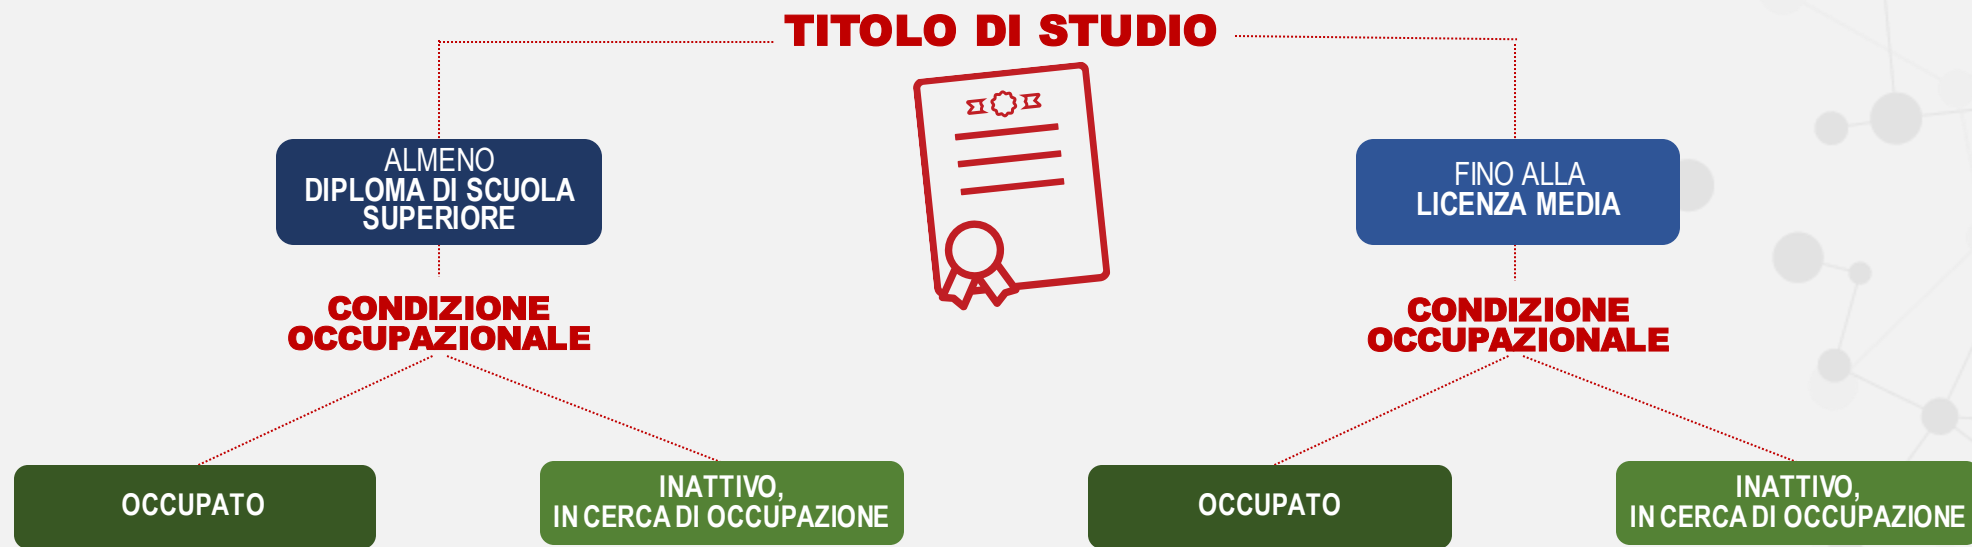 TITOLO DI STUDIO
ALMENO
DIPLOMA DI SCUOLA
SUPERIORE
FINO ALLA
LICENZA MEDIA
CONDIZIONE
OCCUPAZIONALE
CONDIZIONE
OCCUPAZIONALE
OCCUPATO
INATTIVO,
IN CERCA DI OCCUPAZIONE
OCCUPATO
INATTIVO,
IN CERCA DI OCCUPAZIONE